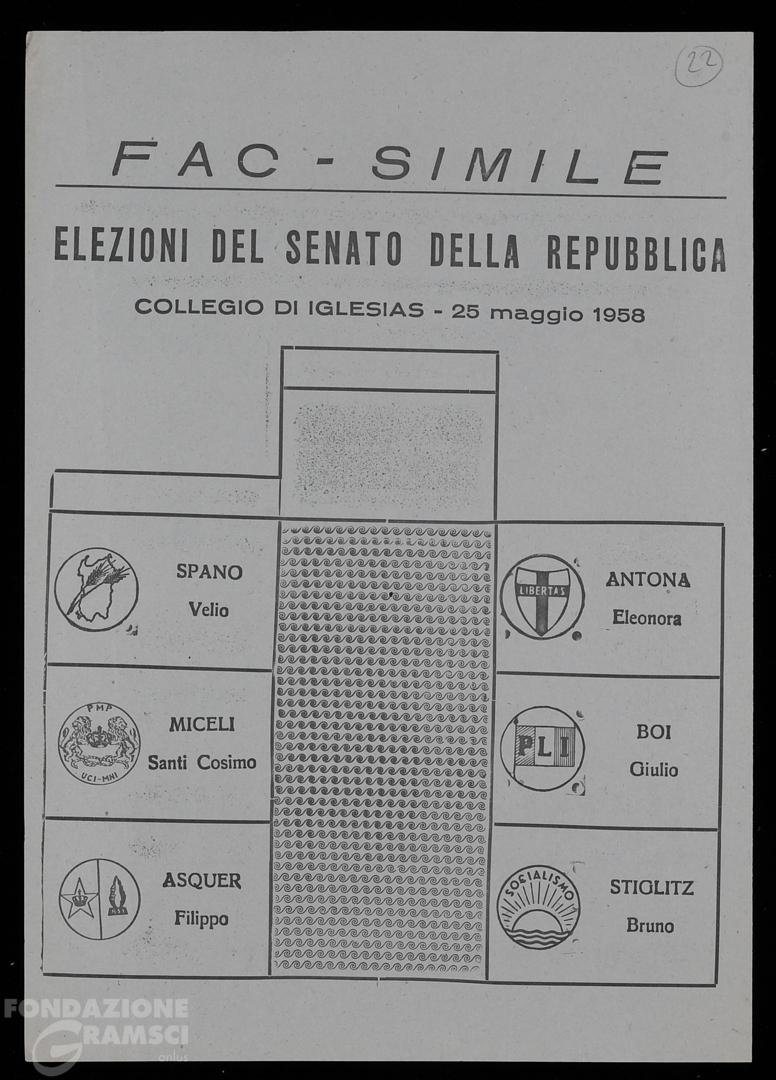 22
FAC - SIMILE
ELEZIONI DEL SENATO DELLA REPUBBLICA
COLLEGIO DI IGLESIAS - 25 maggio 1958
SPANO
Velio
PMP
UCI-MNI
MICELI
Santi Cosimo
ASQUER
Filippo
LIBERTAS
ANTONA
Eleonora
PLI
BOI
Giulio
SOCIALISMO
STIGLITZ
Bruno
FONDAZIONE
GRAMSCI
onlus